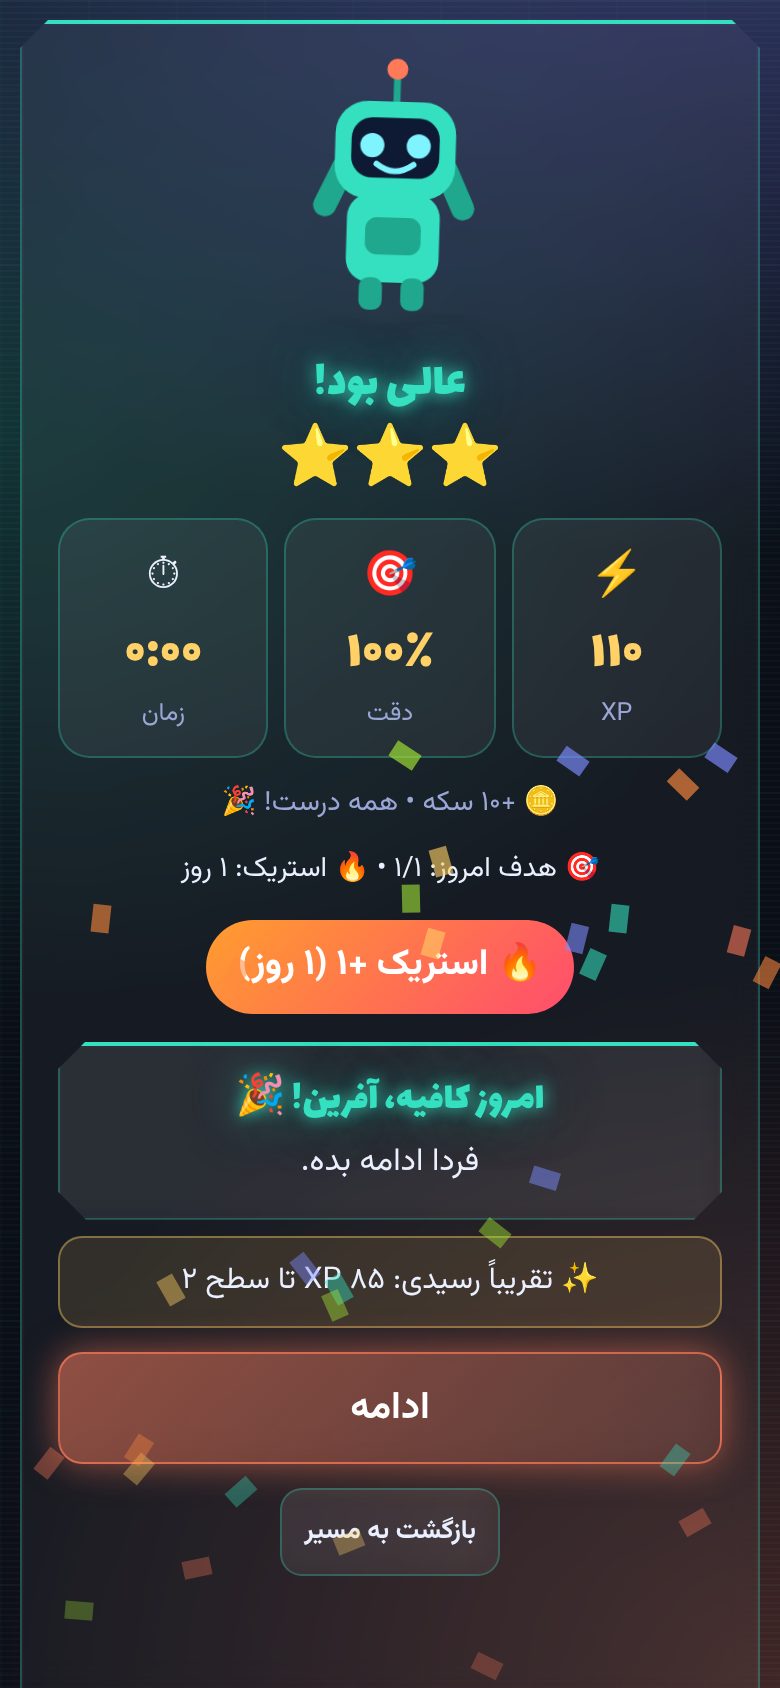 عالی بود!
۱۱۰
XP
۱۰۰٪
دقت
۰:۰۰
زمان
+۱۰ سکه • همه درست!
هدف امروز: ۱/۱ • استریک: ۱ روز
استریک +۱ (۱ روز)
امروز کافیه، آفرین!
فردا ادامه بده.
تقریباً رسیدی: ۸۵ XP تا سطح ۲
ادامه
بازگشت به مسیر